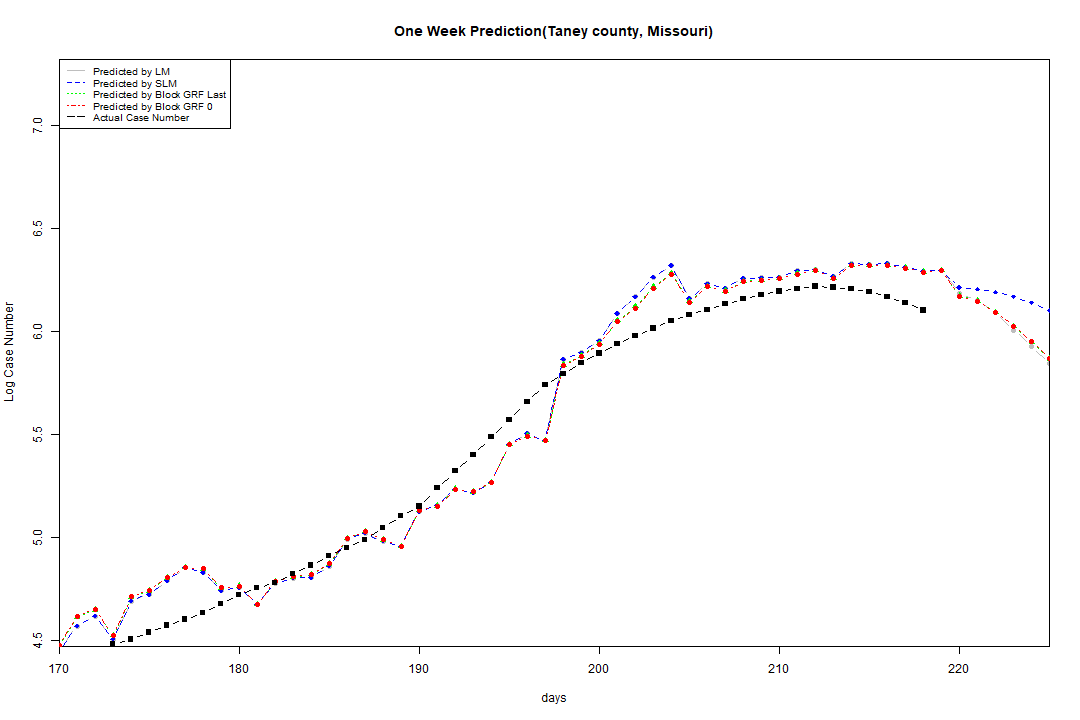 One Week Prediction(Taney county, Missouri)
Predicted by LM
Predicted by SLM
Predicted by Block GRF Last
Predicted by Block GRF 0
Actual Case Number
7.0
6.5
6.0
5.5
5.0
4.5
Log Case Number
170 180 190 200 210 220
days